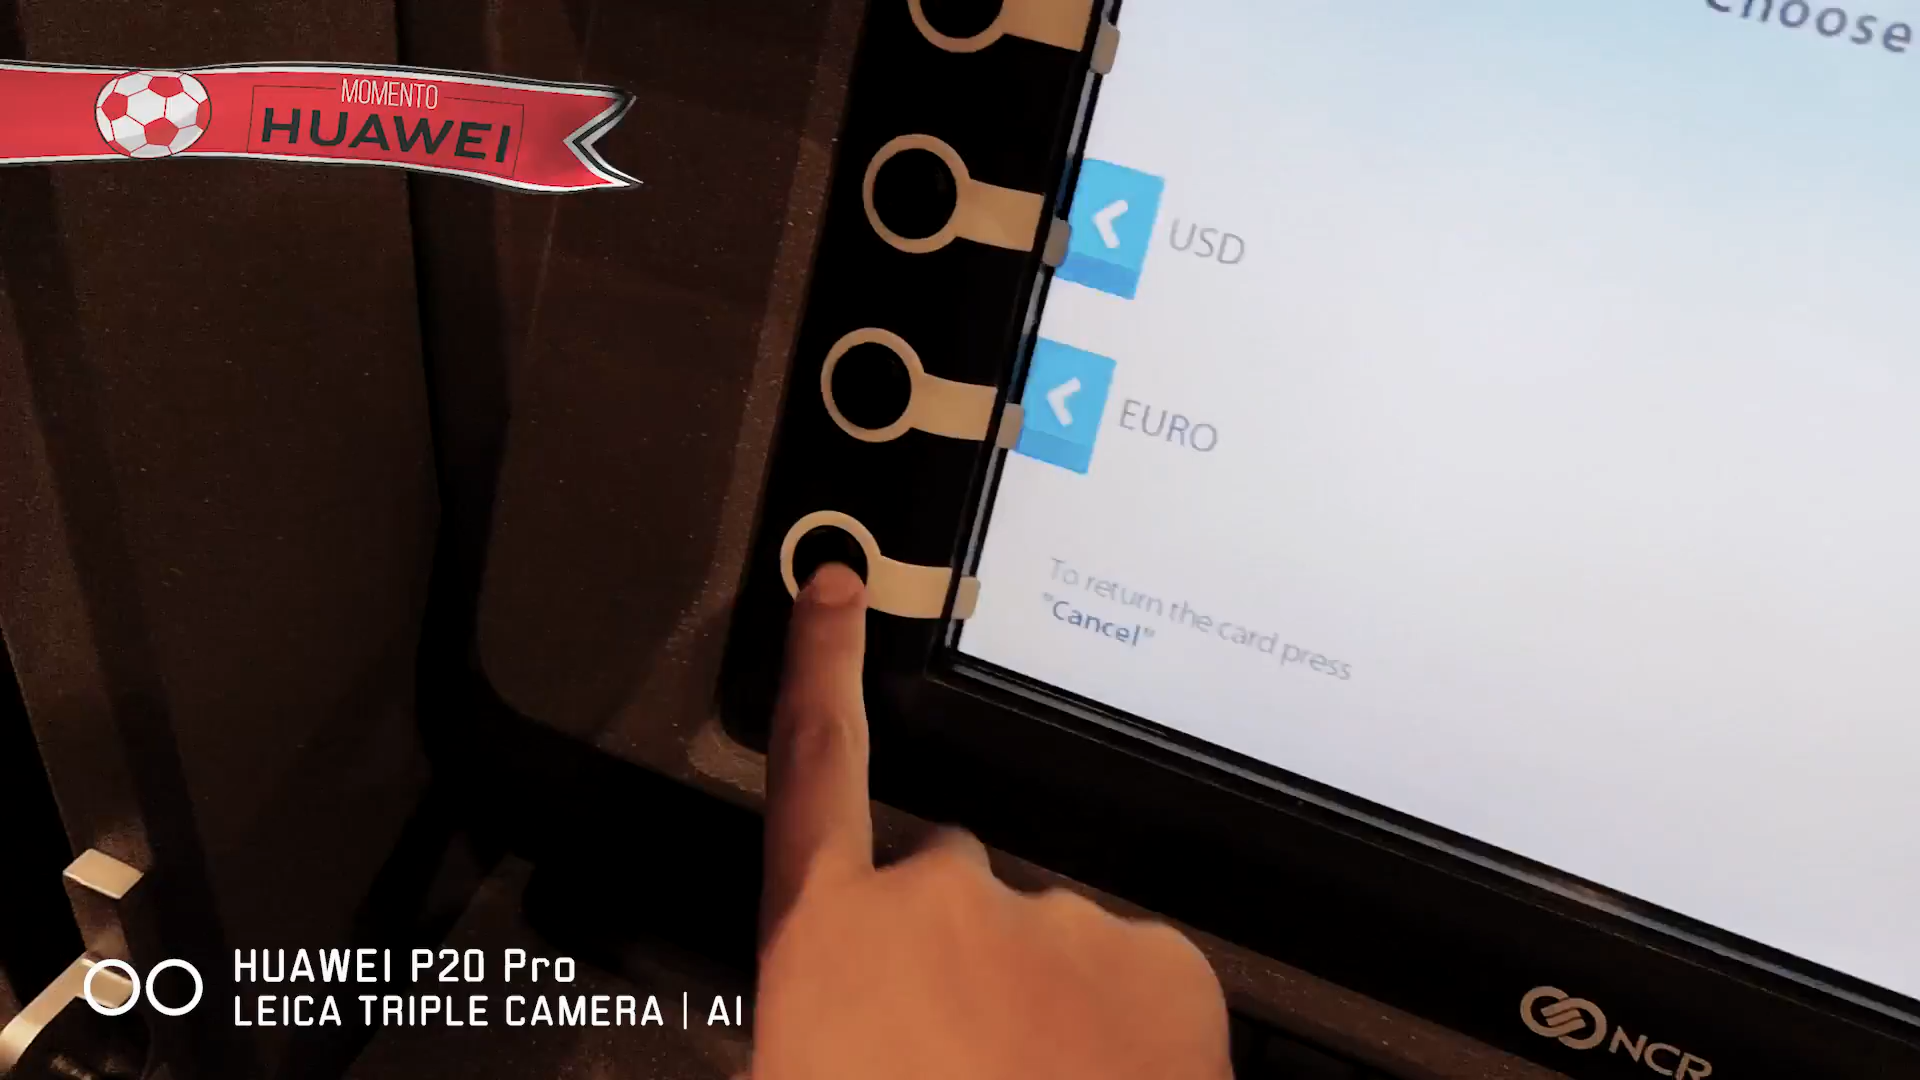 Choose
MOMENTO
HUAWEI
USD
EURO
To return the card press
"Cancel"
HUAWEI P20 Pro
LEICA TRIPLE CAMERA | AI
NCR